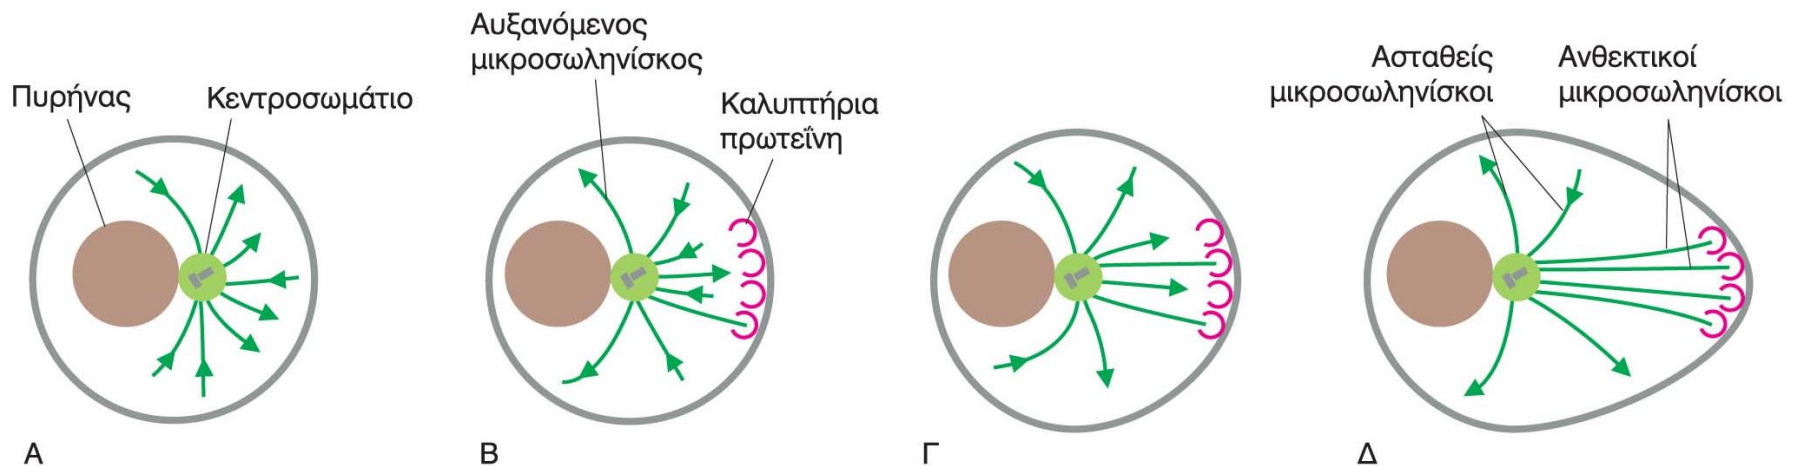 Πυρήνας
Κεντροσωμάτιο
Αυξανόμενος
μικροσωληνίσκος
Καλυπτήρια
πρωτεΐνη
Ασταθείς
μικροσωληνίσκοι
Ανθεκτικοί
μικροσωληνίσκοι
Α
Β
Γ
Δ